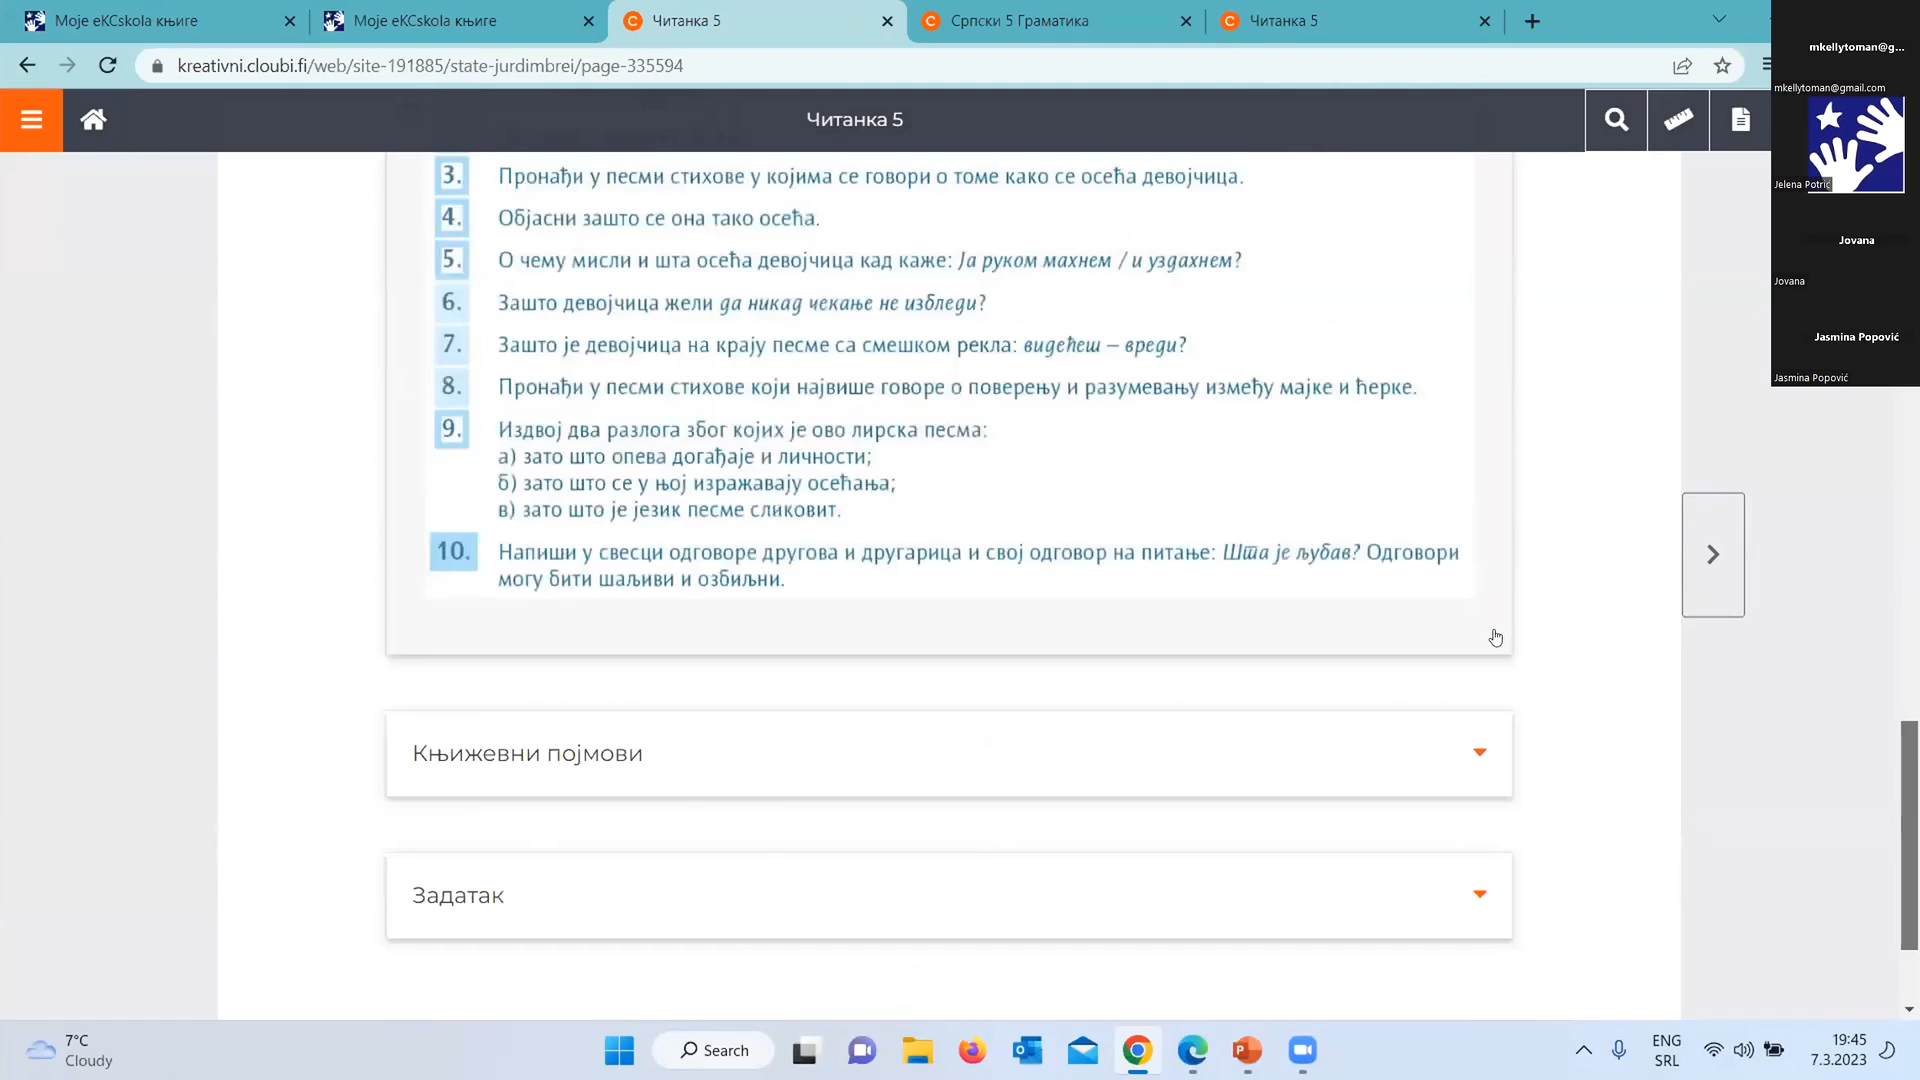 Моје eKCskola књиге
Моје eKCskola књиге
Читанка 5
Српски 5 Граматика
Читанка 5
kreativni.cloubi.fi/web/site-191885/state-jurdimbrei/page-335594
Читанка 5
mkellytoman@g...
mkellytoman@gmail.com
Jelena Potrić
Jovana
Jovana
Jasmina Popović
Jasmina Popović
3. Пронађи у песми стихове у којима се говори о томе како се осећа девојчица.
4. Објасни зашто се она тако осећа.
5. О чему мисли и шта осећа девојчица кад каже: Ја руком махнем / и уздахнем?
6. Зашто девојчица жели да никад чекање не избледи?
7. Зашто је девојчица на крају песме са смешком рекла: видећеш – вреди?
8. Пронађи у песми стихове који највише говоре о поверењу и разумевању између мајке и ћерке.
9. Издвој два разлога због којих је ово лирска песма:
а) зато што опева догађаје и личности;
б) зато што се у њој изражавају осећања;
в) зато што је језик песме сликовит.
10. Напиши у свесци одговоре другова и другарица и свој одговор на питање: Шта је љубав? Одговори
могу бити шаљиви и озбиљни.
Књижевни појмови
Задатак
7°C
Cloudy
Search
ENG
SRL
19:45
7.3.2023